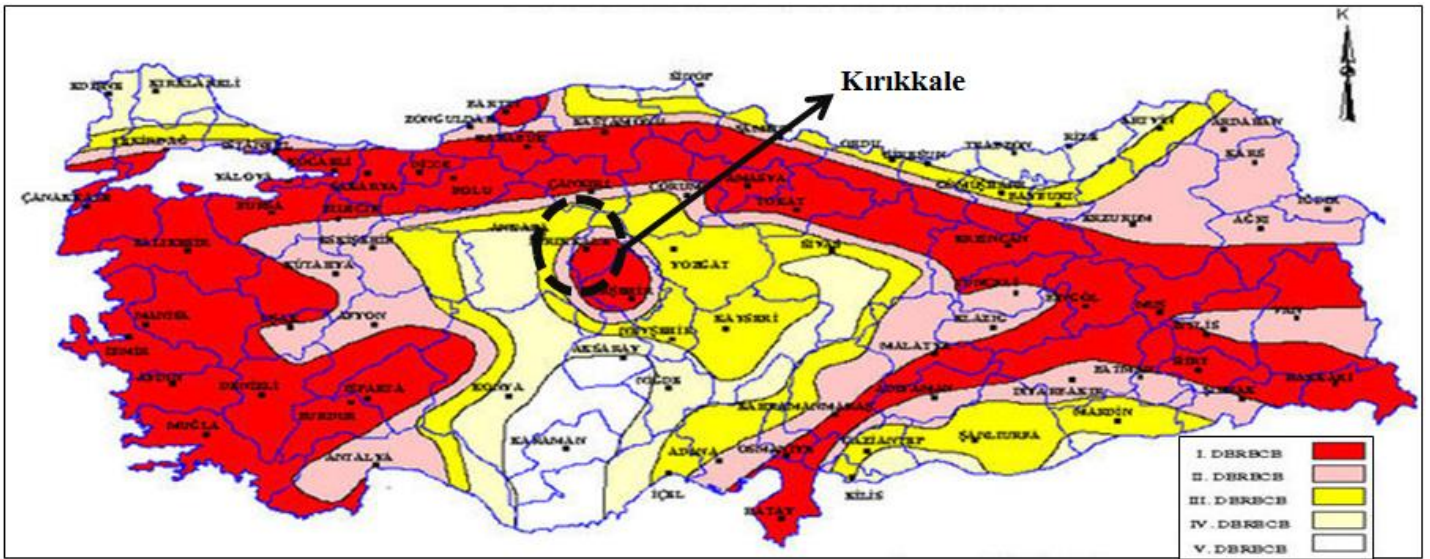 K
SİNOP
EDİRNE KIRKLARELİ
Kırıkkale
BARTIN
ZONGULDAK
KASTAMONU
ARTVİN
ARDAHAN
TEKİRDAĞ
İSTANBUL
KARABÜK
SAMSUN
ORDU
GİRESUN
TRABZON
RİZE
KARS
KOCAELİ
YALOVA
SAKARYA
BOLU
ÇANKIRI
ÇORUM
AMASYA
TOKAT
GÜMÜŞHANE
BAYBURT
ÇANAKKALE
BURSA
BİLECİK
ERZURUM
AĞRI
IĞDIR
BALIKESİR
ESKİŞEHİR
ANKARA
KIRIKKALE
YOZGAT
SİVAS
ERZİNCAN
KÜTAHYA
TUNCELİ
BİNGÖL
MUŞ
MANİSA
UŞAK
AFYON
KIRŞEHİR
NEVŞEHİR
KAYSERİ
ELAZIĞ
BİTLİS
VAN
İZMİR
AKSARAY
MALATYA
AYDIN
DENİZLİ
ISPARTA
BURDUR
KONYA
NİĞDE
ADIYAMAN
DİYARBAKIR
BATMAN
SİİRT
ŞIRNAK
HAKKARİ
MUĞLA
KAHRAMANMARAŞ
MARDİN
ANTALYA
KARAMAN
ADANA
OSMANİYE
GAZİANTEP
ŞANLIURFA
İÇEL
KİLİS
HATAY
I. DBRBCB
II. DBRBCB
III. DBRBCB
IV. DBRBCB
V. DBRBCB